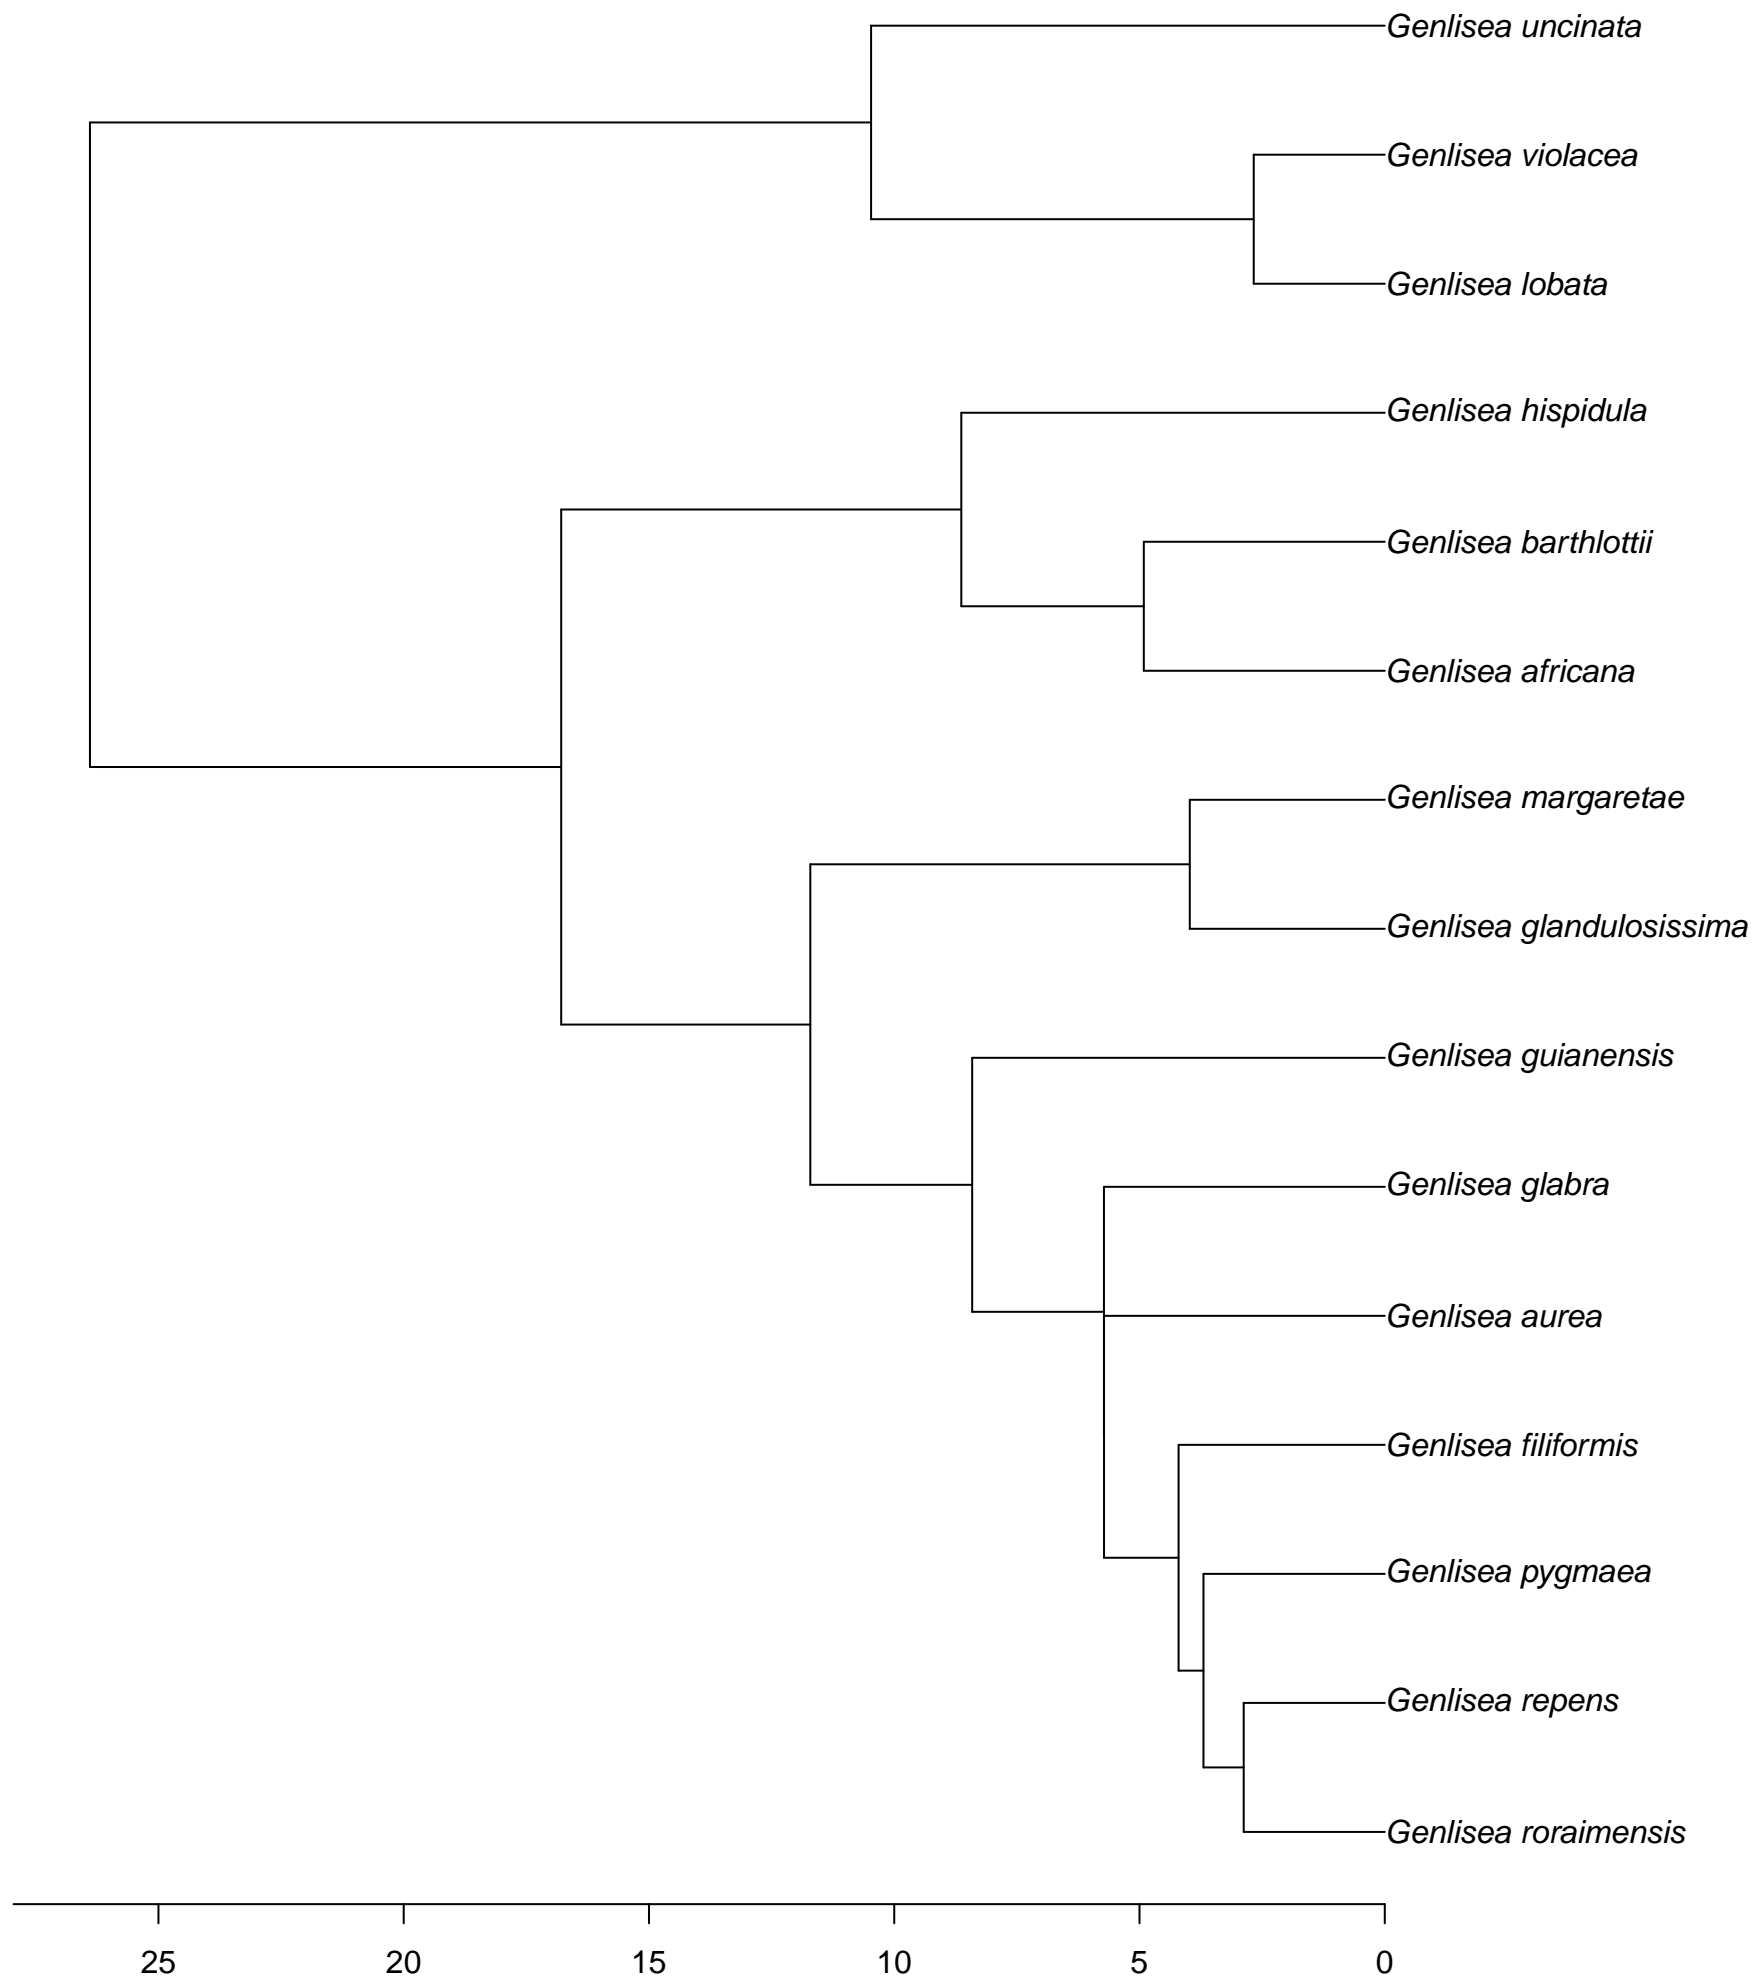 Genlisea uncinata
Genlisea violacea
Genlisea lobata
Genlisea hispidula
Genlisea barthlottii
Genlisea africana
Genlisea margaretae
Genlisea glandulosissima
Genlisea guianensis
Genlisea glabra
Genlisea aurea
Genlisea filiformis
Genlisea pygmaea
Genlisea repens
Genlisea roraimensis
25 20 15 10 5 0